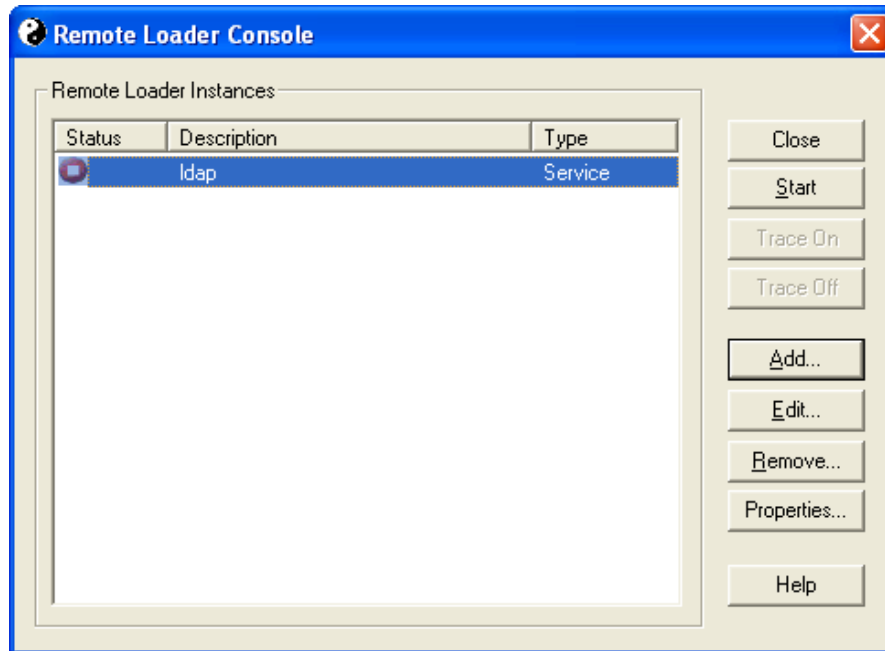 Remote Loader Console
Remote Loader Instances
Status Description Type
ldap Service
Close
Start
Trace On
Trace Off
Add...
Edit...
Remove...
Properties...
Help